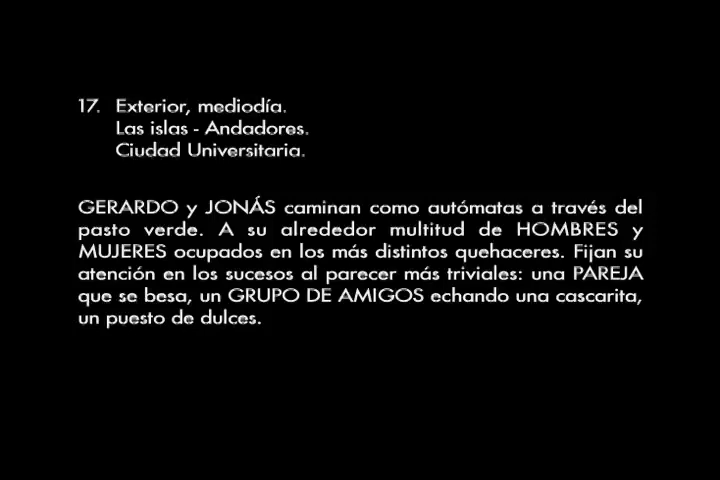 17. Exterior, mediodía.
Las islas - Andadores.
Ciudad Universitaria.
GERARDO y JONÁS caminan como autómatas a través del
pasto verde. A su alrededor multitud de HOMBRES y
MUJERES ocupados en los más distintos quehaceres. Fijan su
atención en los sucesos al parecer más triviales: una PAREJA
que se besa, un GRUPO DE AMIGOS echando una cascarita,
un puesto de dulces.